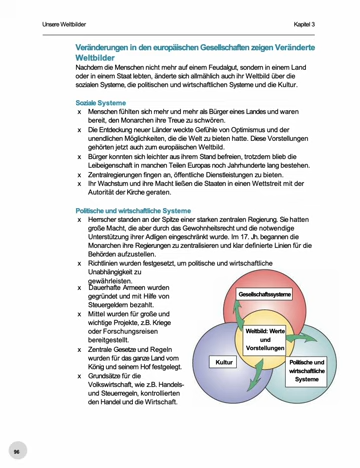 Unsere Weltbilder
Kapitel 3
Veränderungen in den europäischen Gesellschaften zeigen Veränderte
Weltbilder
Nachdem die Menschen nicht mehr auf einem Feudalgut, sondern in einem Land
oder in einem Staat lebten, änderte sich allmählich auch ihr Weltbild über die
sozialen Systeme, die politischen und wirtschaftlichen Systeme und die Kultur.
Soziale Systeme
x Menschen fühlten sich mehr und mehr als Bürger eines Landes und waren
bereit, den Monarchen ihre Treue zu schwören.
x Die Entdeckung neuer Länder weckte Gefühle von Optimismus und der
unendlichen Möglichkeiten, die die Welt zu bieten hatte. Diese Vorstellungen
gehörten jetzt auch zum europäischen Weltbild.
x Bürger konnten sich leichter aus ihrem Stand befreien, trotzdem blieb die
Leibeigenschaft in manchen Teilen Europas noch Jahrhunderte lang bestehen.
x Zentralregierungen fingen an, öffentliche Dienstleistungen zu bieten.
x Ihr Wachstum und ihre Macht ließen die Staaten in einen Wettstreit mit der
Autorität der Kirche geraten.
Politische und wirtschaftliche Systeme
x Herrscher standen an der Spitze einer starken zentralen Regierung. Sie hatten
große Macht, die aber durch das Gewohnheitsrecht und die notwendige
Unterstützung ihrer Adligen eingeschränkt wurde. Im 17. Jh. begannen die
Monarchen ihre Regierungen zu zentralisieren und klar definierte Linien für die
Behörden aufzustellen.
x Richtlinien wurden festgesetzt, um politische und wirtschaftliche
Unabhängigkeit zu
gewährleisten.
x Dauerhafte Armeen wurden
gegründet und mit Hilfe von
Steuergeldern bezahlt.
x Mittel wurden für große und
wichtige Projekte, z.B. Kriege
oder Forschungsreisen
bereitgestellt.
x Zentrale Gesetze und Regeln
wurden für das ganze Land vom
König und seinem Hof festgelegt.
x Grundsätze für die
Volkswirtschaft, wie z.B. Handels-
und Steuerregeln, kontrollierten
den Handel und die Wirtschaft.
Gesellschaftssysteme
Weltbild: Werte
und
Vorstellungen
Kultur
Politische und
wirtschaftliche
Systeme
96